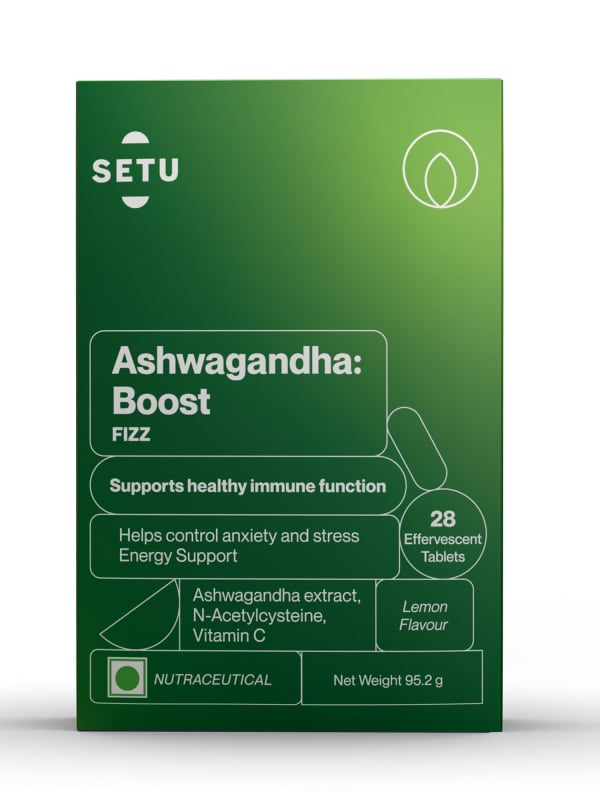 SETU
Ashwagandha:
Boost
FIZZ
Supports healthy immune function
Helps control anxiety and stress
Energy Support
28
Effervescent
Tablets
Ashwagandha extract,
N-Acetylcysteine,
Vitamin C
Lemon
Flavour
NUTRACEUTICAL
Net Weight 95.2 g